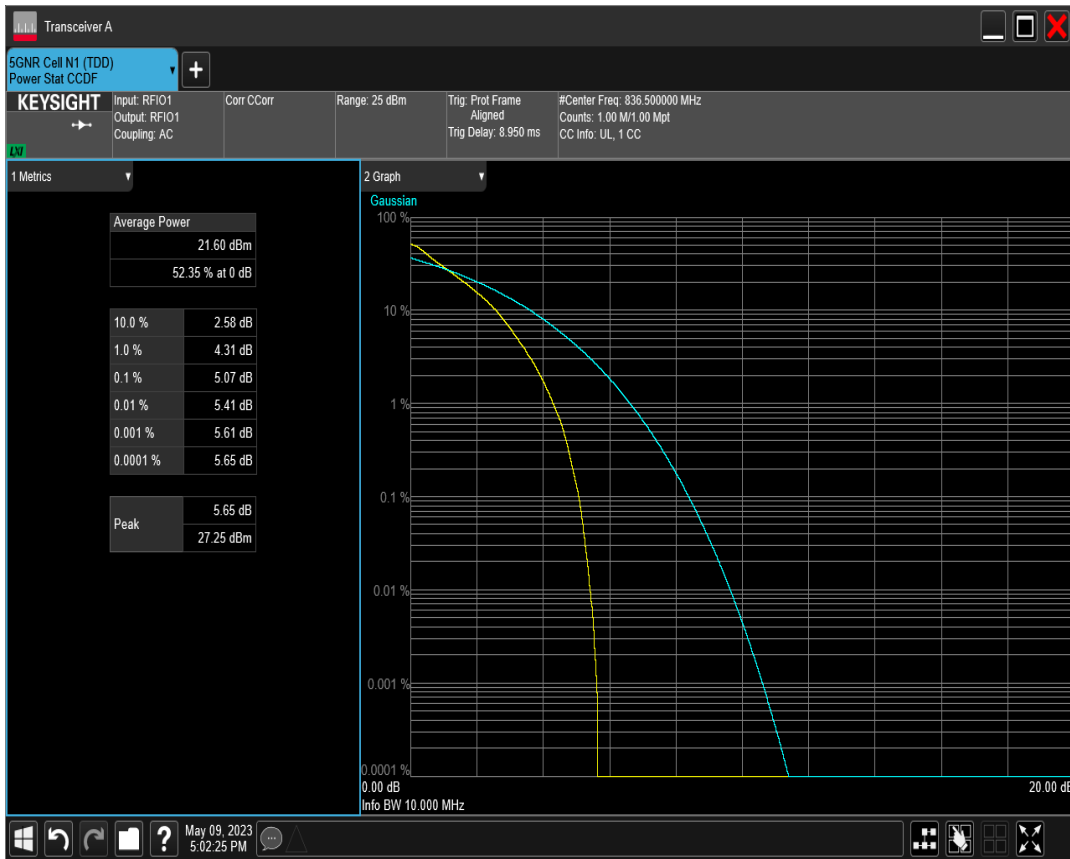 Transceiver A
5GNR Cell N1 (TDD)
Power Stat CCDF
+
KEYSIGHT
LXI
Input: RFIO1
Output: RFIO1
Coupling: AC
Corr CCorr
Range: 25 dBm
Trig: Prot Frame
Aligned
Trig Delay: 8.950 ms
#Center Freq: 836.500000 MHz
Counts: 1.00 M/1.00 Mpt
CC Info: UL, 1 CC
1 Metrics
Average Power
21.60 dBm
52.35 % at 0 dB
10.0 % 2.58 dB
1.0 % 4.31 dB
0.1 % 5.07 dB
0.01 % 5.41 dB
0.001 % 5.61 dB
0.0001 % 5.65 dB
Peak
5.65 dB
27.25 dBm
2 Graph
Gaussian
100 %
10 %
1 %
0.1 %
0.01 %
0.001 %
0.0001 %
0.00 dB 20.00 dB
Info BW 10.000 MHz
?
May 09, 2023
5:02:25 PM